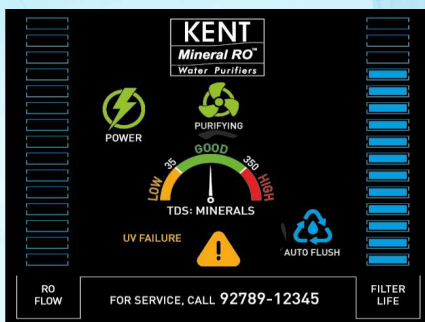 KENT
Mineral RO™
Water Purifiers
POWER
PURIFYING
LOW 35 GOOD 350 HIGH
TDS: MINERALS
UV FAILURE
AUTO FLUSH
RO
FLOW
FOR SERVICE, CALL 92789-12345
FILTER
LIFE